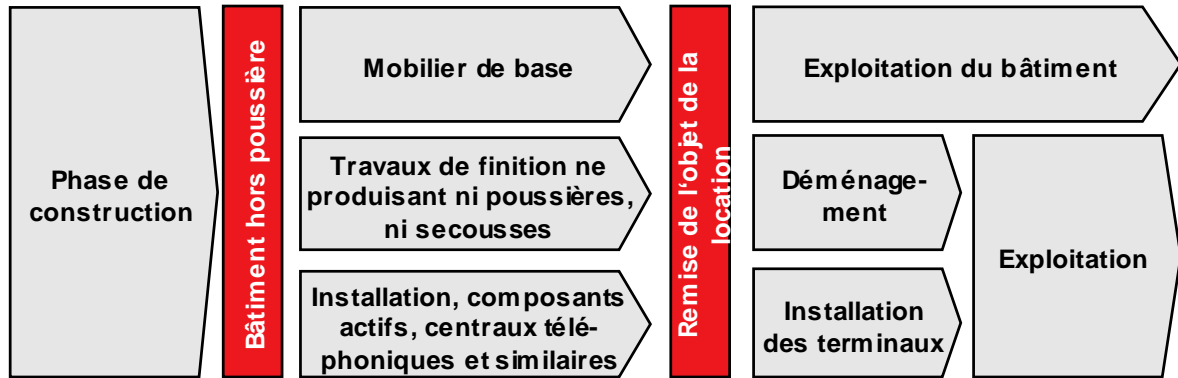 Phase de
construction
Bâtiment hors poussière
Mobilier de base
Travaux de finition ne
produisant ni poussières,
ni secousses
Installation, composants
actifs, centraux télé-
phoniques et similaires
Remise de l‘objet de la
location
Exploitation du bâtiment
Déménage-
ment
Installation
des terminaux
Exploitation